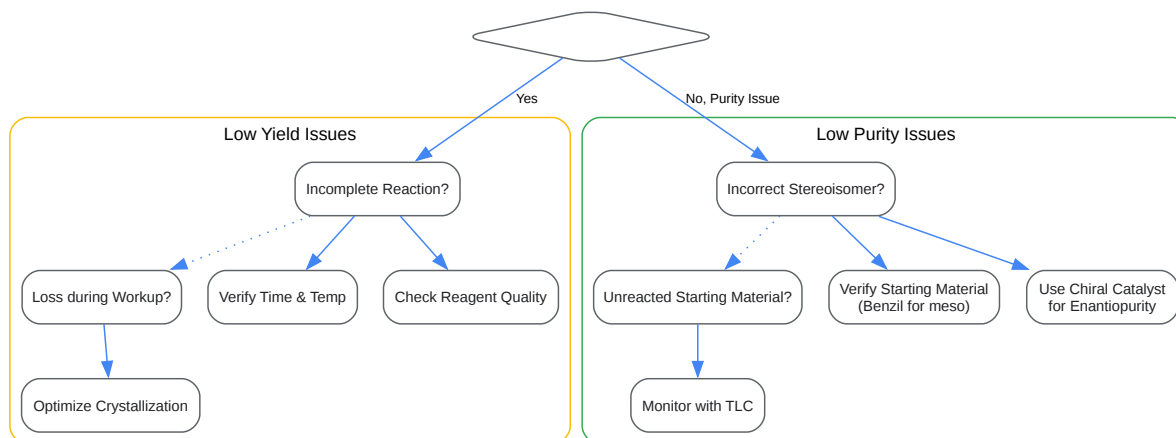 Yes
No, Purity Issue
Low Yield Issues
Low Purity Issues
Incomplete Reaction?
Incorrect Stereoisomer?
Loss during Workup?
Verify Time & Temp
Check Reagent Quality
Unreacted Starting Material?
Verify Starting Material
(Benzil for meso)
Use Chiral Catalyst
for Enantiopurity
Optimize Crystallization
Monitor with TLC